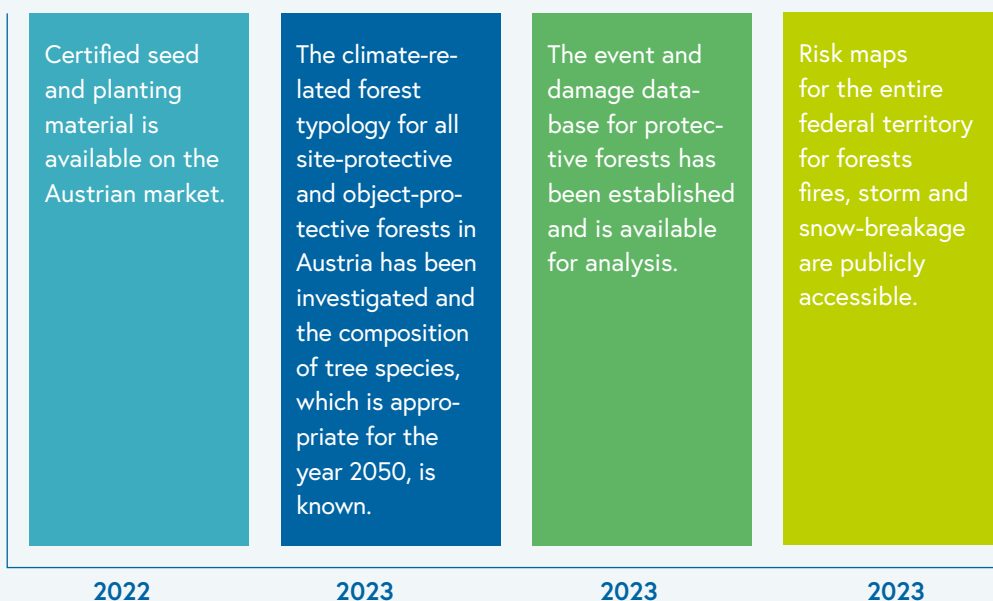 Certified seed
and planting
material is
available on the
Austrian market.
The climate-re-
lated forest
typology for all
site-protective
and object-pro-
tective forests in
Austria has been
investigated and
the composition
of tree species,
which is appro-
priate for the
year 2050, is
known.
The event and
damage data-
base for protec-
tive forests has
been established
and is available
for analysis.
Risk maps
for the entire
federal territory
for forests
fires, storm and
snow-breakage
are publicly
accessible.
2022
2023
2023
2023